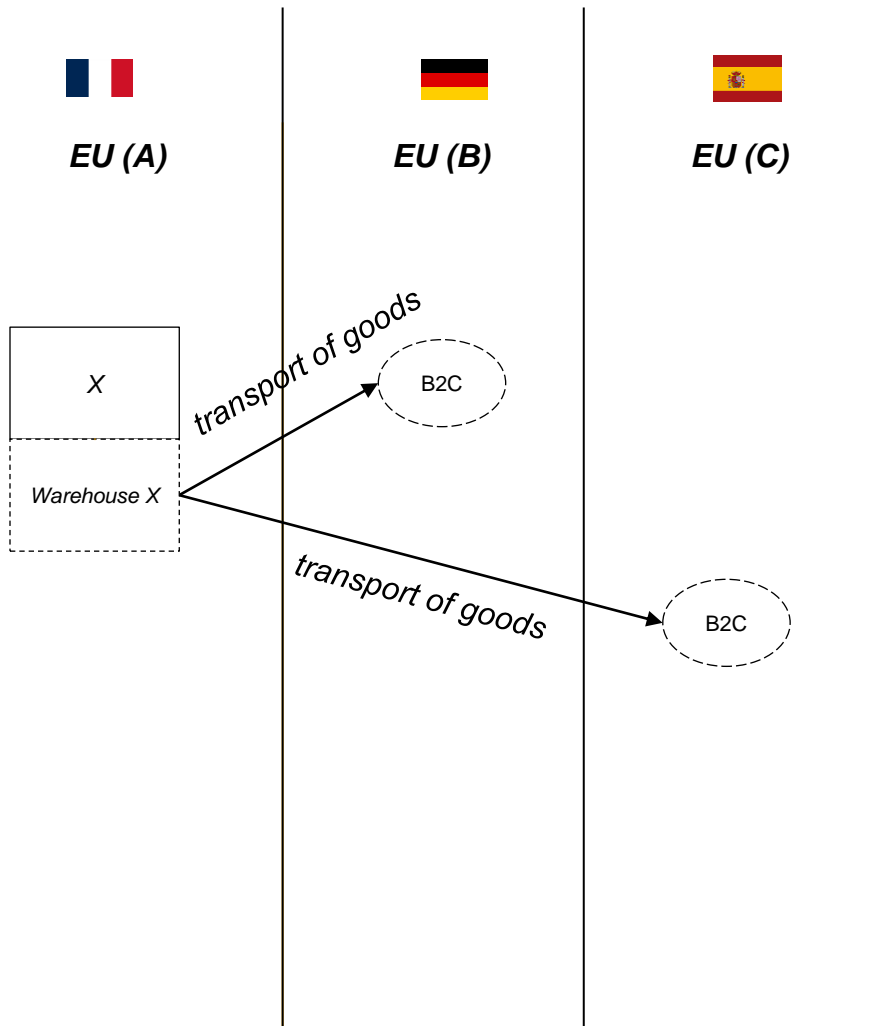 EU (A)
EU (B)
EU (C)
transport of goods
X
B2C
Warehouse X
transport of goods
B2C